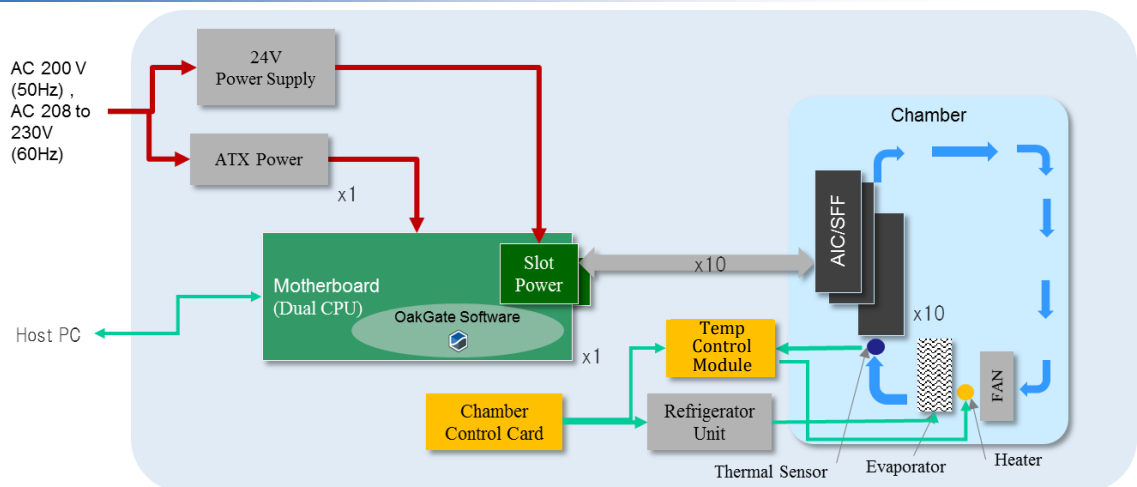 AC 200 V
(50Hz) ,
AC 208 to
230V
(60Hz)
24V
Power Supply
ATX Power
x1
Motherboard
(Dual CPU)
Slot
Power
OakGate Software
x1
x10
Host PC
Chamber
AIC/SFF
x10
Temp
Control
Module
Chamber
Control Card
Refrigerator
Unit
FAN
Thermal Sensor
Evaporator
Heater